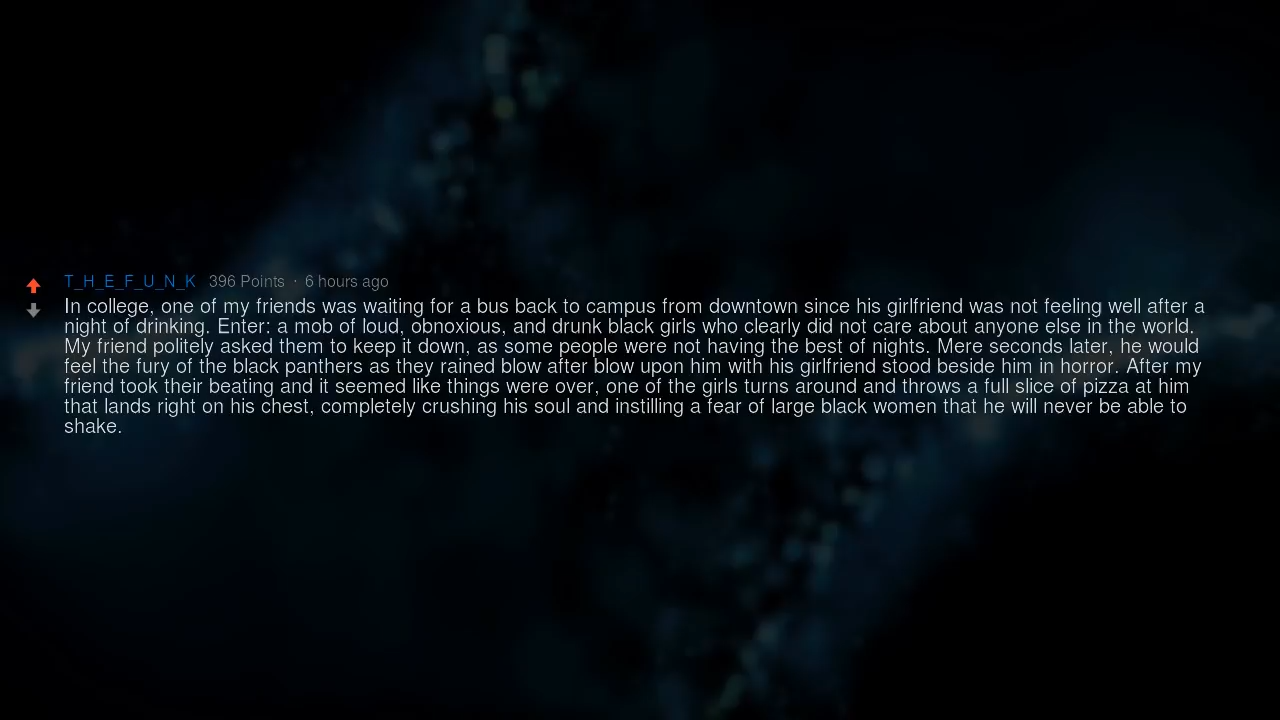 T_H_E_F_U_N_K 396 Points · 6 hours ago
In college, one of my friends was waiting for a bus back to campus from downtown since his girlfriend was not feeling well after a
night of drinking. Enter: a mob of loud, obnoxious, and drunk black girls who clearly did not care about anyone else in the world.
My friend politely asked them to keep it down, as some people were not having the best of nights. Mere seconds later, he would
feel the fury of the black panthers as they rained blow after blow upon him with his girlfriend stood beside him in horror. After my
friend took their beating and it seemed like things were over, one of the girls turns around and throws a full slice of pizza at him
that lands right on his chest, completely crushing his soul and instilling a fear of large black women that he will never be able to
shake.